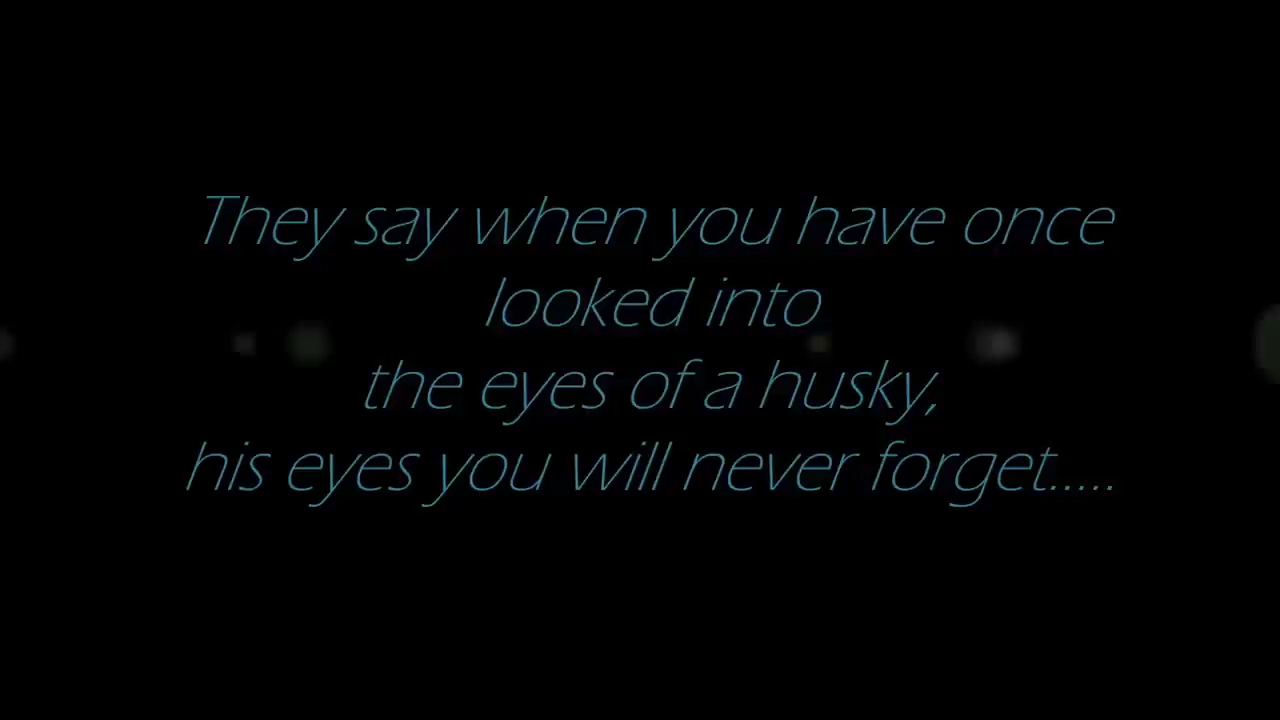 They say when you have once
looked into
the eyes of a husky,
his eyes you will never forget.....